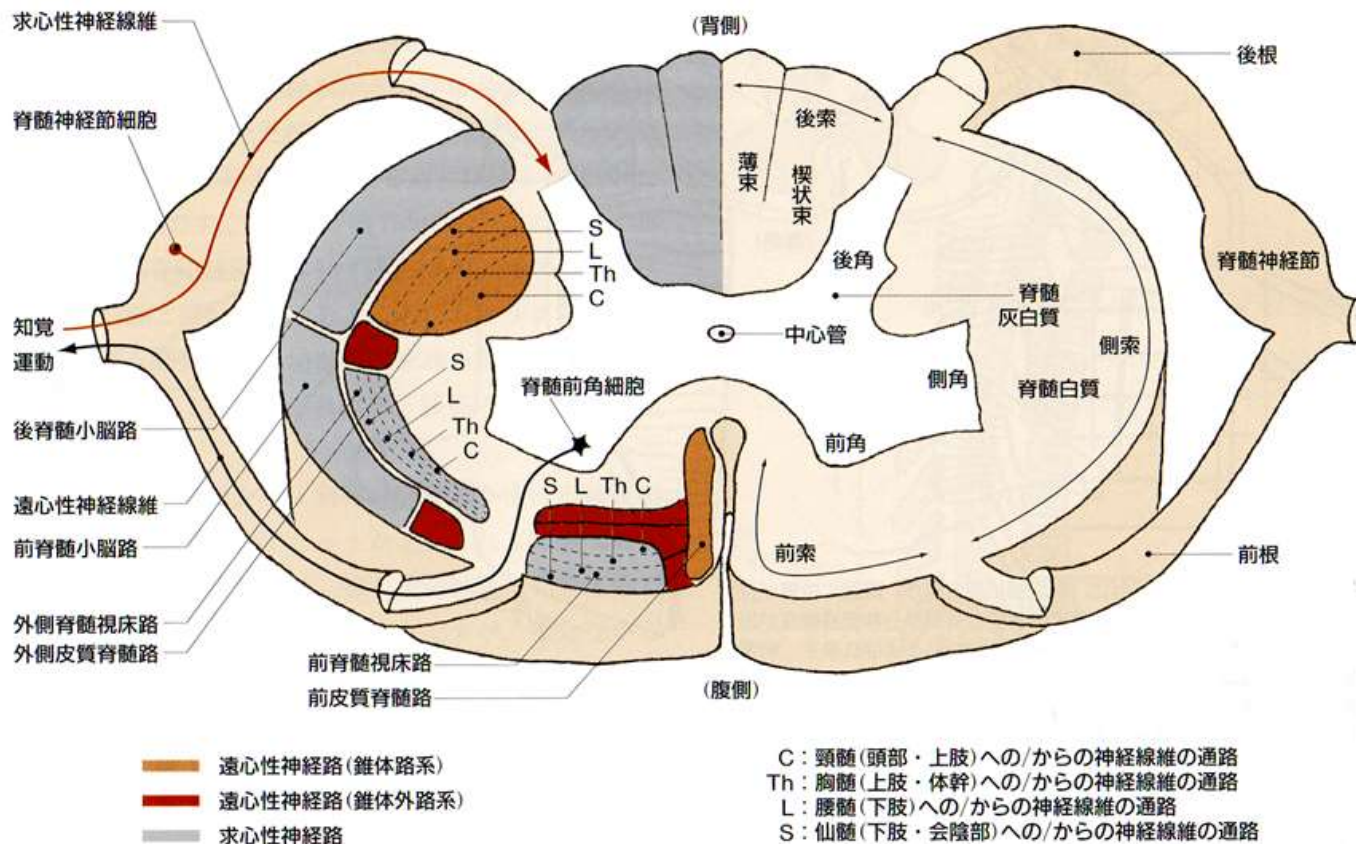 求心性神経線維
(背側)
後根
脊髄神経節細胞
後索
薄束
楔状束
S
L
Th
C
後角
脊髄
灰白質
脊髄神経節
知覚
運動
中心管
側索
S
L
Th
C
脊髄前角細胞
側角
脊髄白質
前角
後脊髄小脳路
S L Th C
遠心性神経線維
前脊髄小脳路
前索
前根
外側脊髄視床路
外側皮質脊髄路
前脊髄視床路
前皮質脊髄路
(腹側)
遠心性神経路(錐体路系)
遠心性神経路(錐体外路系)
求心性神経路
C:頸髄(頭部・上肢)への/からの神経線維の通路
Th:胸髄(上肢・体幹)への/からの神経線維の通路
L:腰髄(下肢)への/からの神経線維の通路
S:仙髄(下肢・会陰部)への/からの神経線維の通路